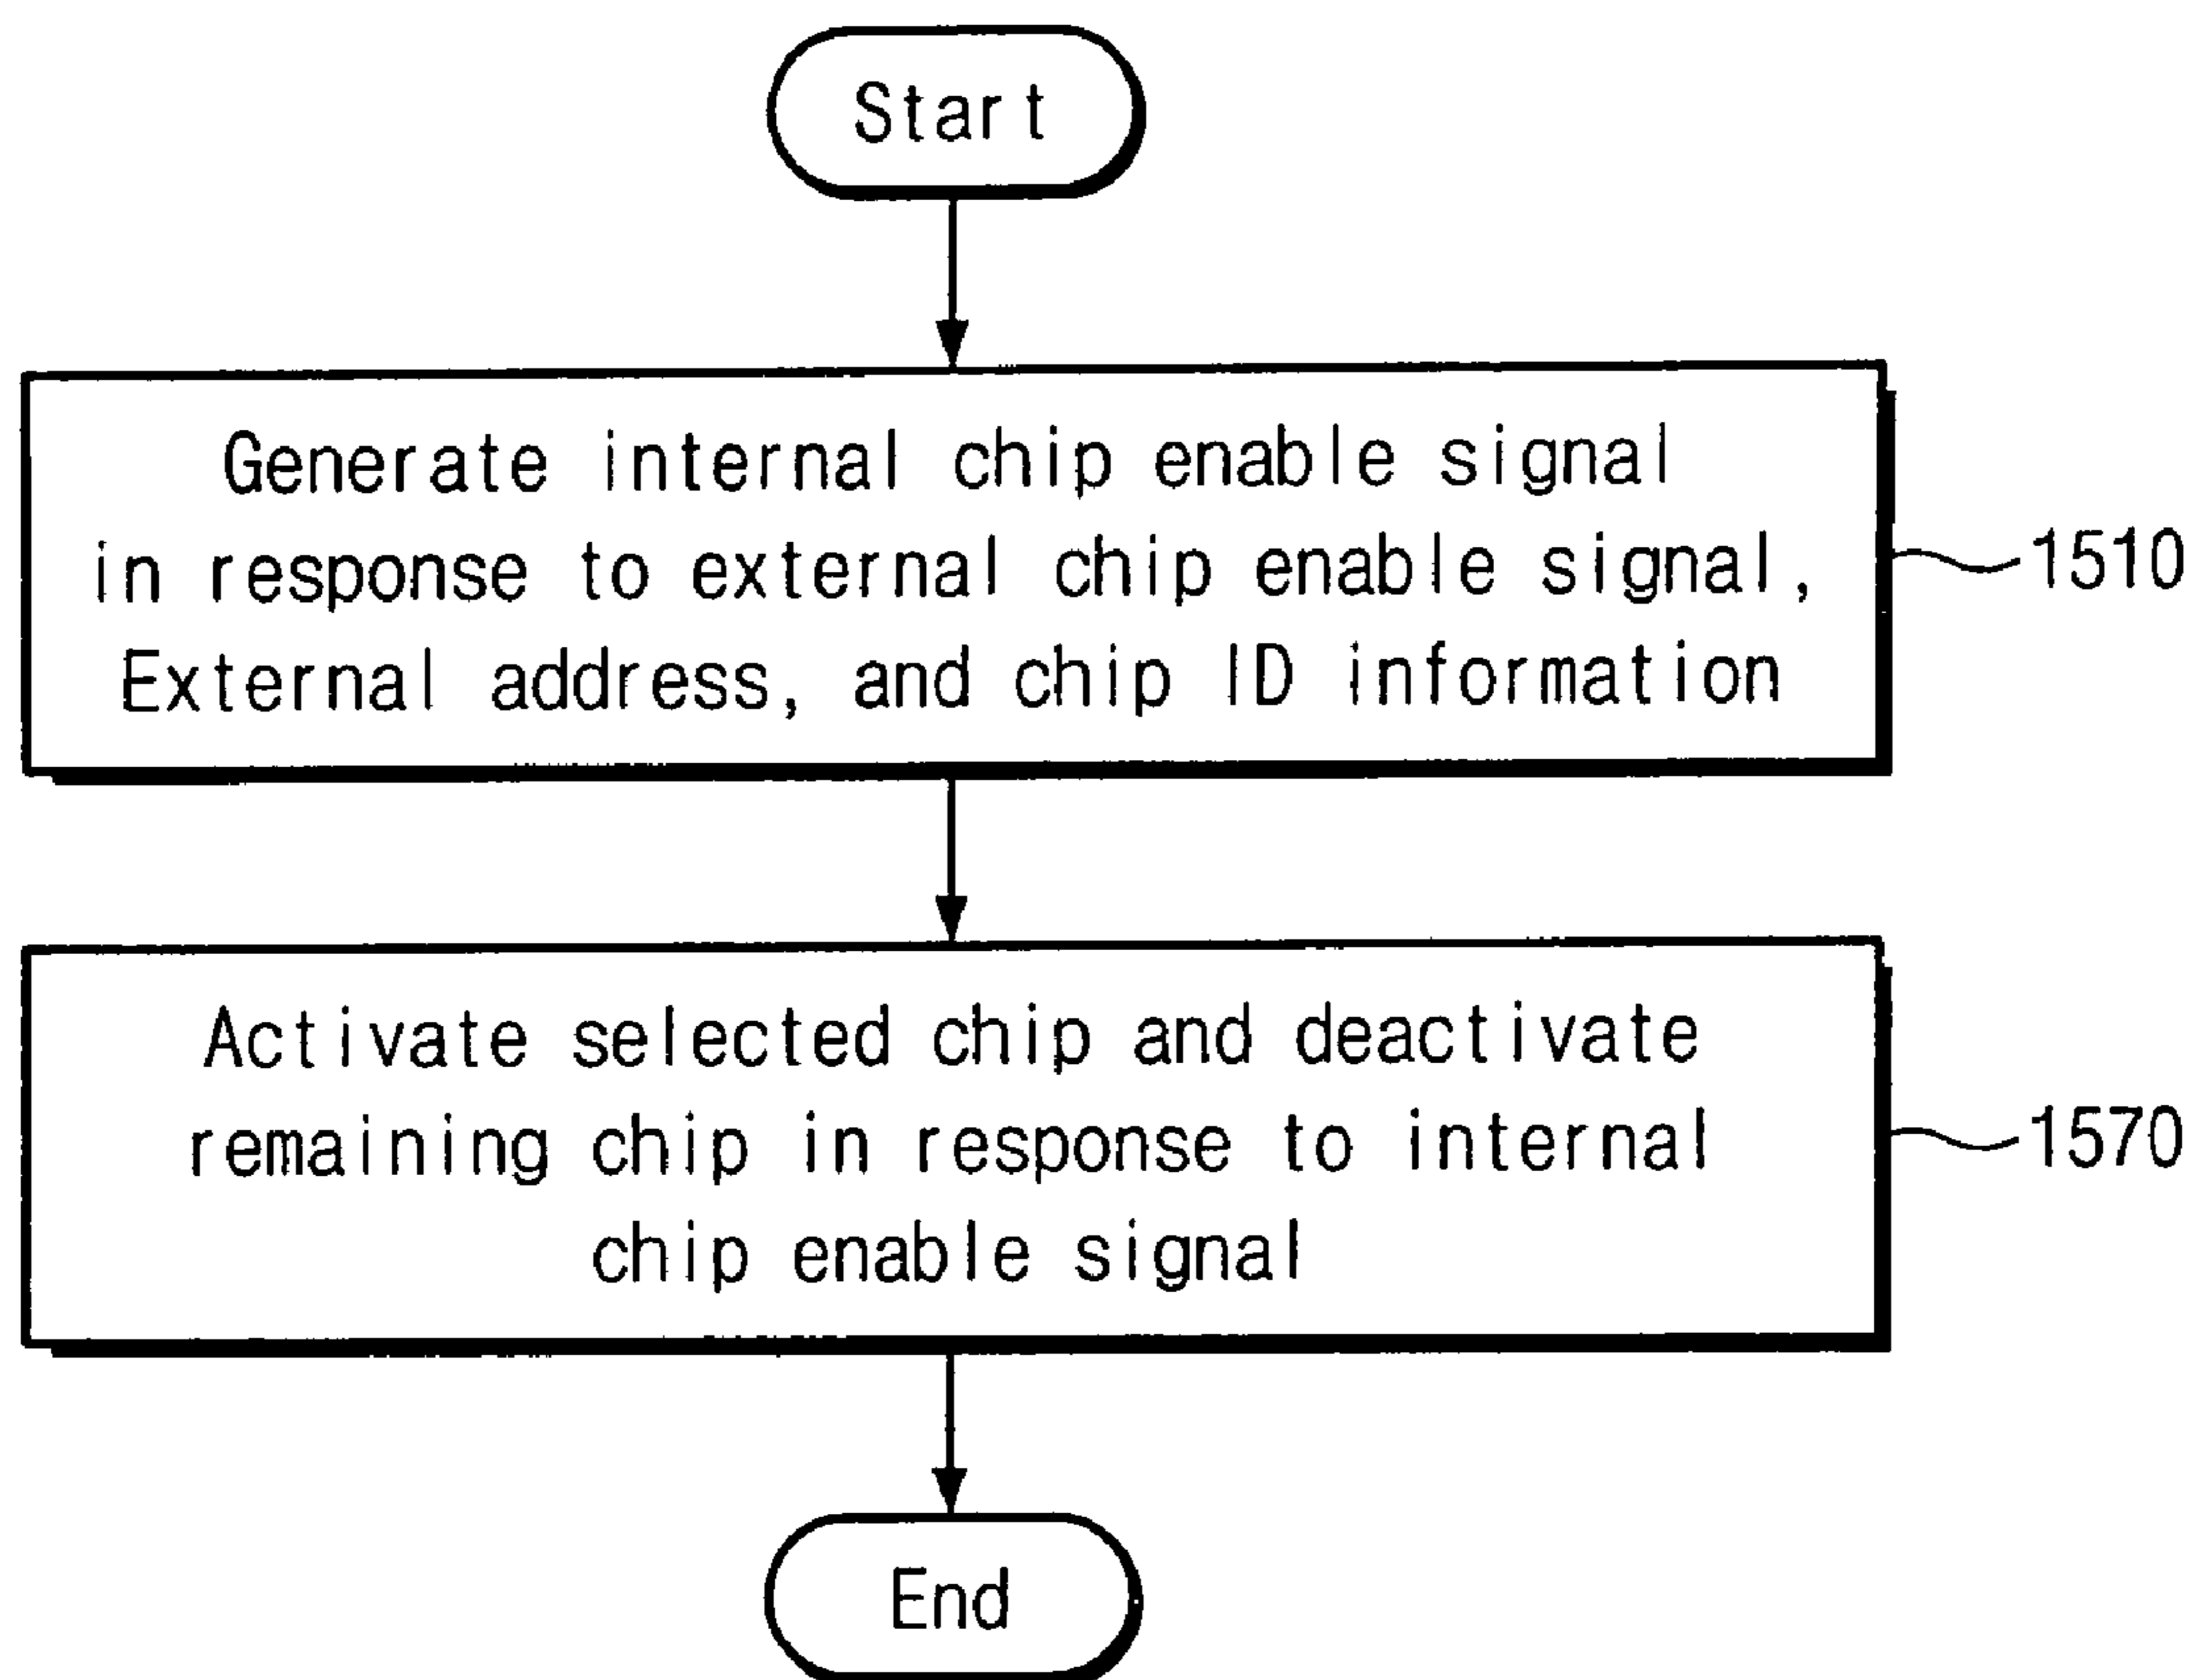 Start
Generate internal chip enable signal
in response to external chip enable signal,
External address, and chip ID information
1510
Activate selected chip and deactivate
remaining chip in response to internal
chip enable signal
1570
End